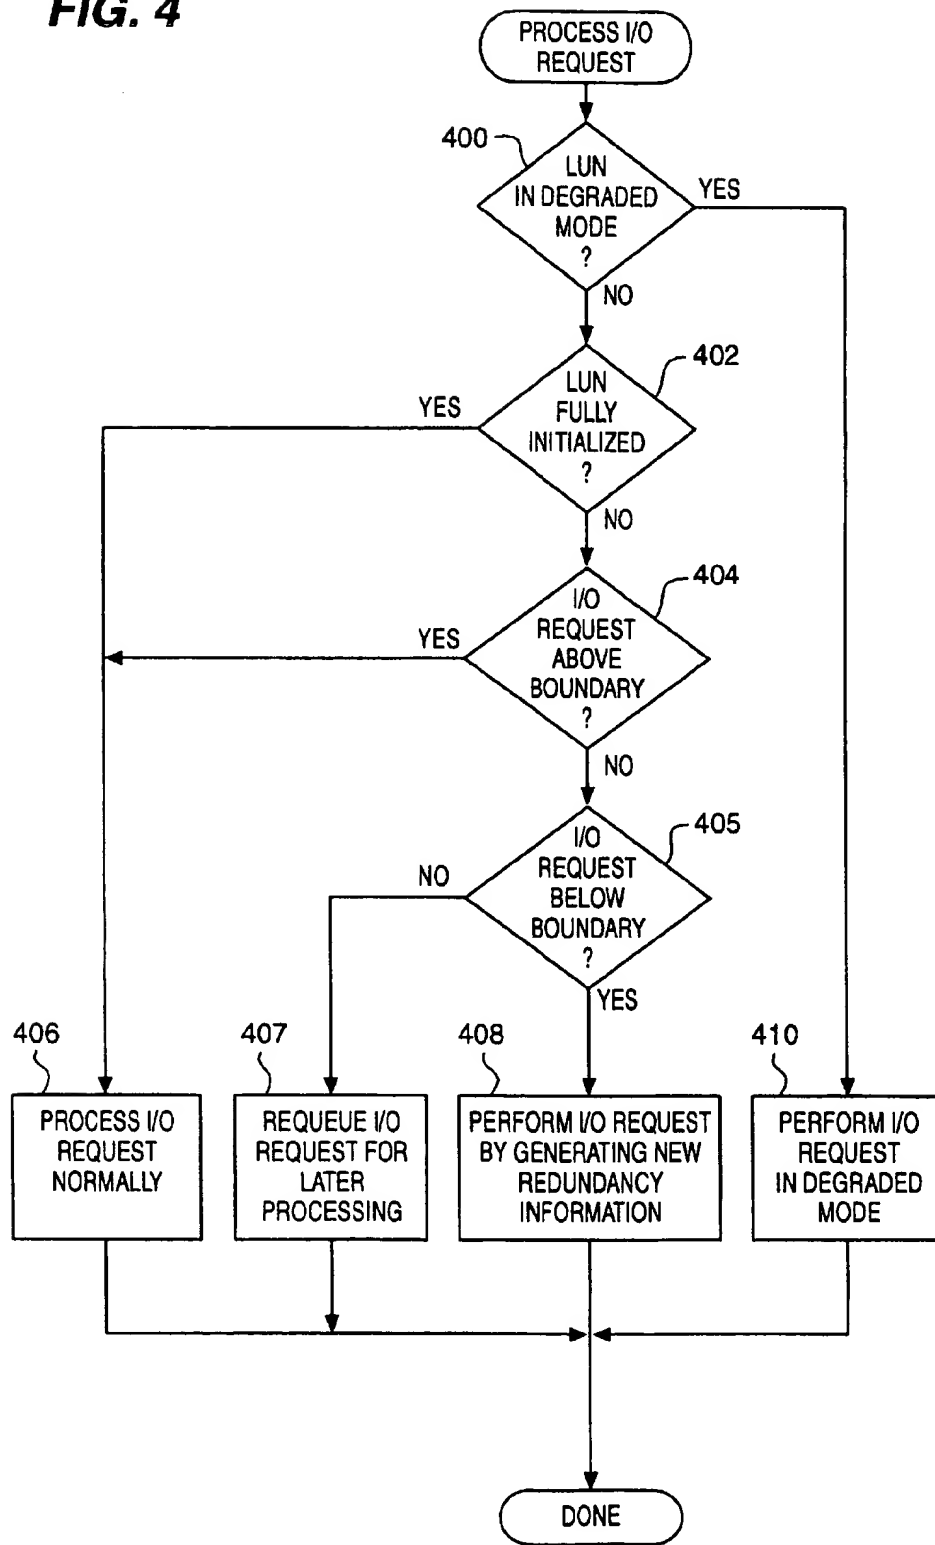 FIG. 4
PROCESS I/O
REQUEST
400
LUN
IN DEGRADED
MODE
?
YES
NO
402
LUN
FULLY
INITIALIZED
?
YES
NO
404
I/O
REQUEST
ABOVE
BOUNDARY
?
YES
NO
405
I/O
REQUEST
BELOW
BOUNDARY
?
NO
YES
406
PROCESS I/O
REQUEST
NORMALLY
407
REQUEUE I/O
REQUEST FOR
LATER
PROCESSING
408
PERFORM I/O REQUEST
BY GENERATING NEW
REDUNDANCY
INFORMATION
410
PERFORM I/O
REQUEST
IN DEGRADED
MODE
DONE